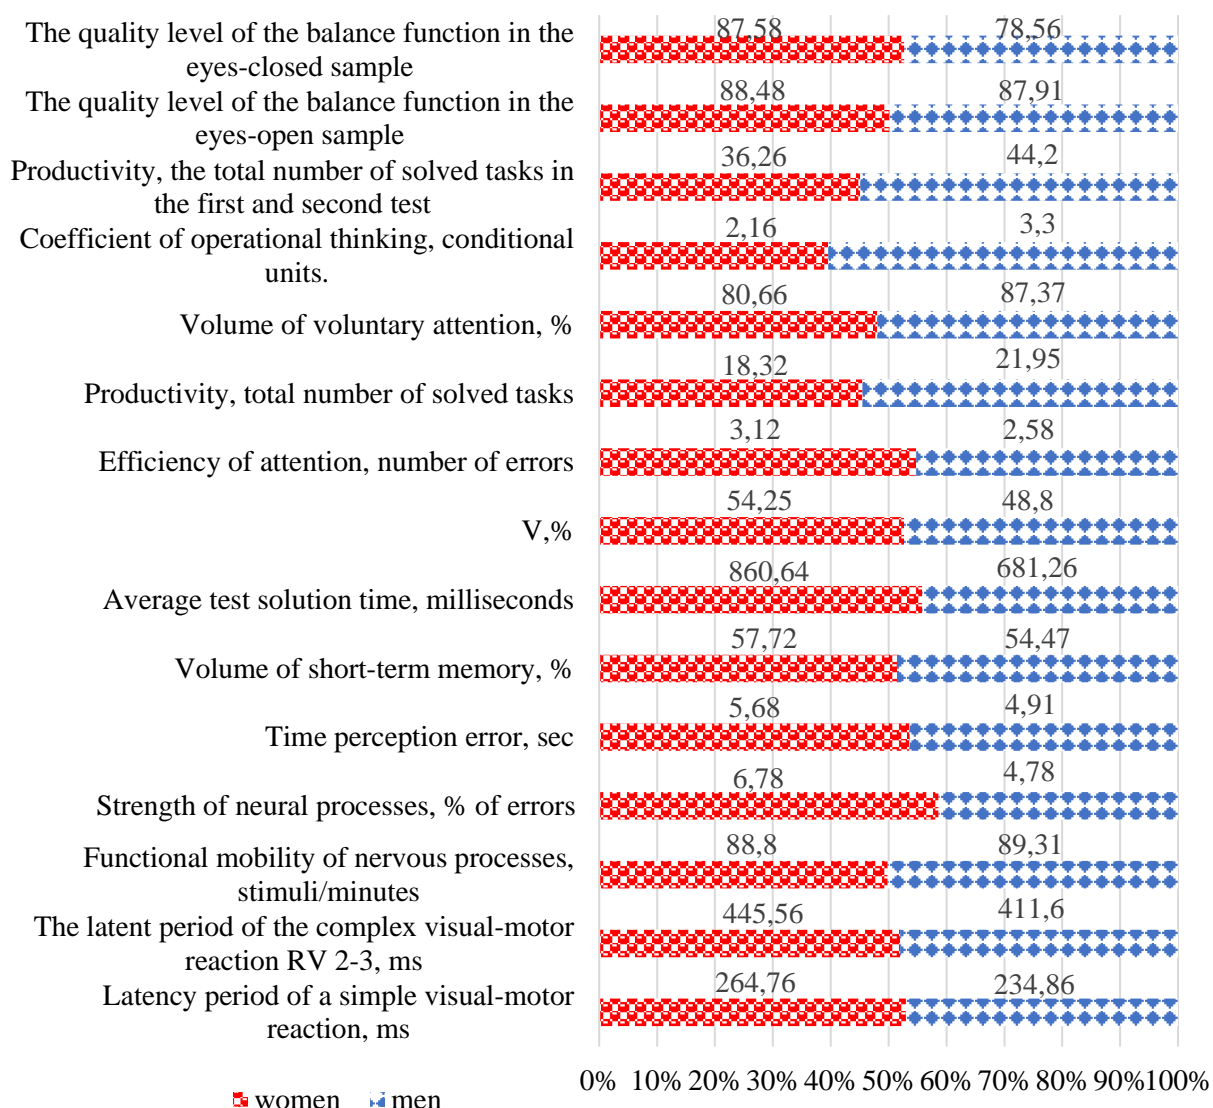 The quality level of the balance function in the
eyes-closed sample
87,58 78,56
The quality level of the balance function in the
eyes-open sample
88,48 87,91
Productivity, the total number of solved tasks in
the first and second test
36,26 44,2
Coefficient of operational thinking, conditional
units.
2,16 3,3
Volume of voluntary attention, %
80,66 87,37
Productivity, total number of solved tasks
18,32 21,95
Efficiency of attention, number of errors
3,12 2,58
V,%
54,25 48,8
Average test solution time, milliseconds
860,64 681,26
Volume of short-term memory, %
57,72 54,47
Time perception error, sec
5,68 4,91
Strength of neural processes, % of errors
6,78 4,78
Functional mobility of nervous processes,
stimuli/minutes
88,8 89,31
The latent period of the complex visual-motor
reaction RV 2-3, ms
445,56 411,6
Latency period of a simple visual-motor
reaction, ms
264,76 234,86
0% 10% 20% 30% 40% 50% 60% 70% 80% 90% 100%
women men